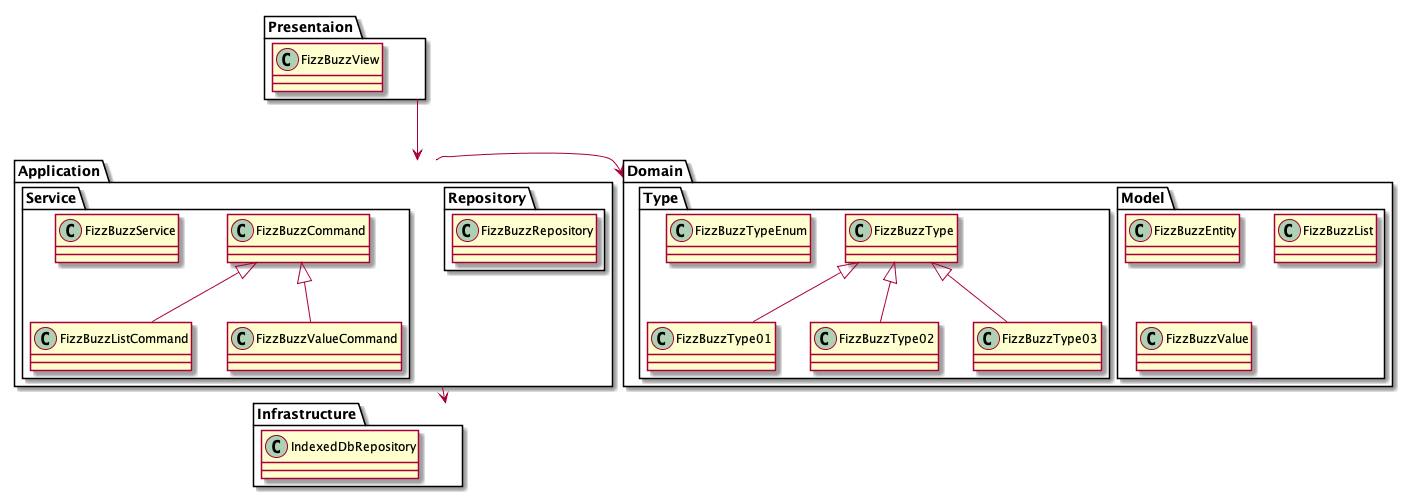 Presentaion
C FizzBuzzView
Application
Service
C FizzBuzzService
C FizzBuzzCommand
C FizzBuzzListCommand
C FizzBuzzValueCommand
Repository
C FizzBuzzRepository
Domain
Type
C FizzBuzzTypeEnum
C FizzBuzzType
C FizzBuzzType01
C FizzBuzzType02
C FizzBuzzType03
Model
C FizzBuzzEntity
C FizzBuzzList
C FizzBuzzValue
Infrastructure
C IndexedDbRepository